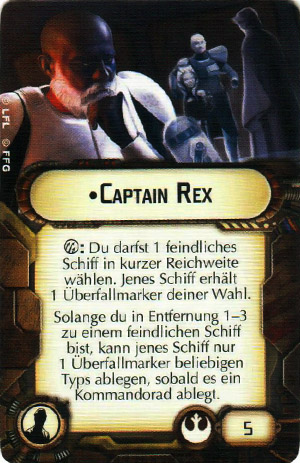 © LFL © FFG
•Captain Rex
: Du darfst 1 feindliches
Schiff in kurzer Reichweite
wählen. Jenes Schiff erhält
1 Überfallmarker deiner Wahl.
Solange du in Entfernung 1–3
zu einem feindlichen Schiff
bist, kann jenes Schiff nur
1 Überfallmarker beliebigen
Typs ablegen, sobald es ein
Kommandorad ablegt.
5